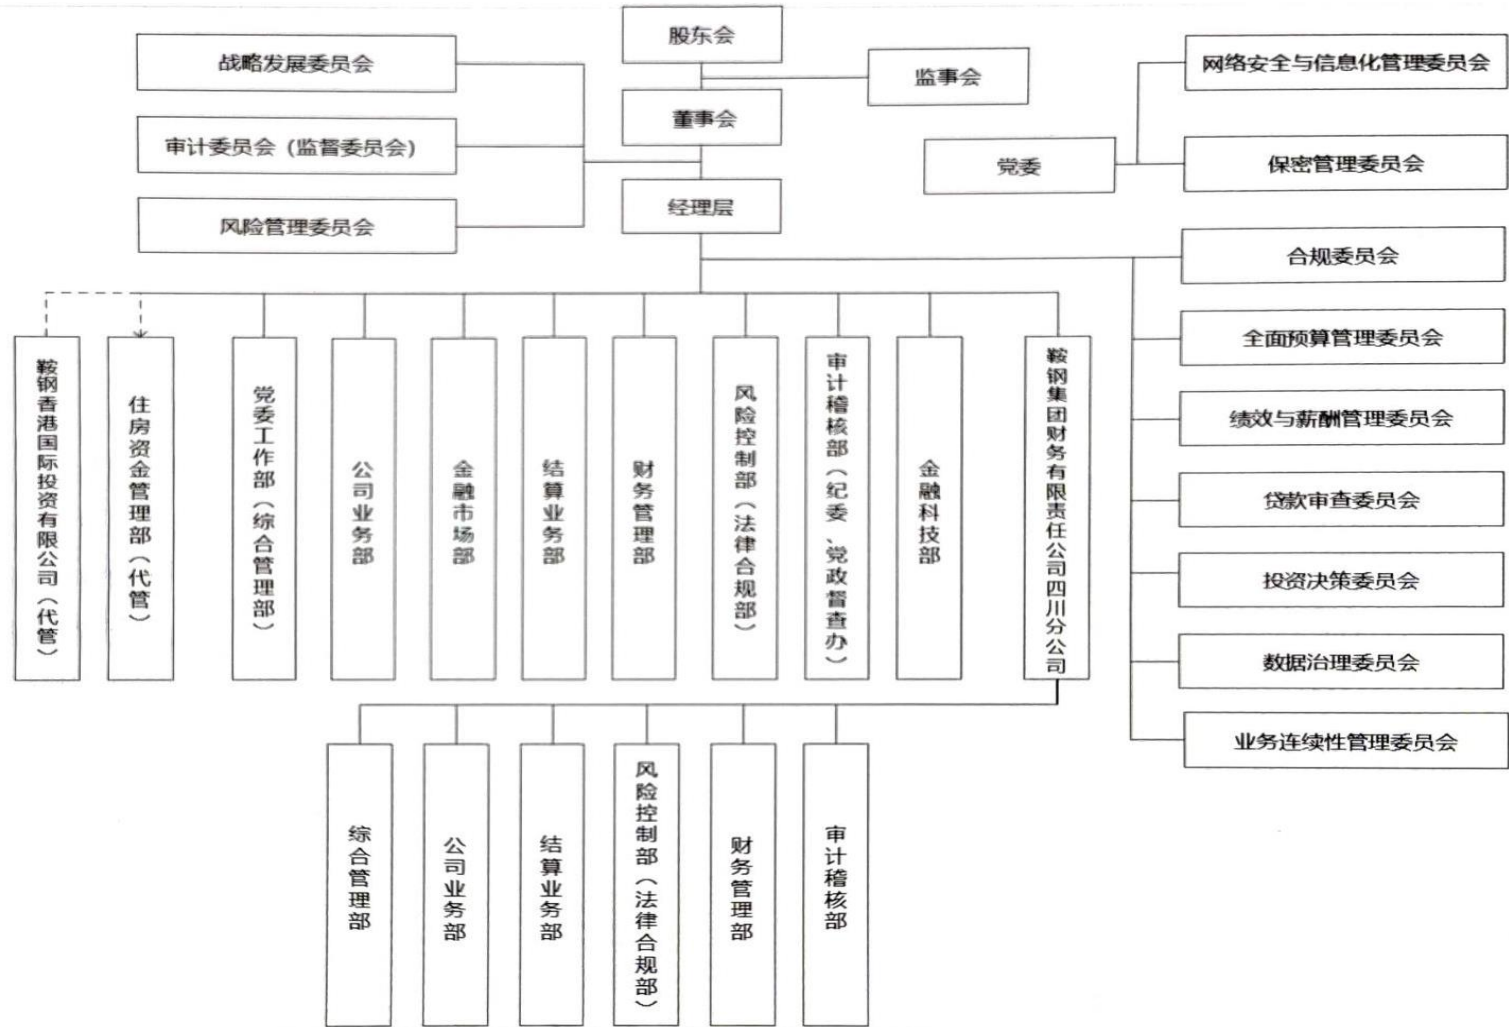 股东会
战略发展委员会
监事会
网络安全与信息化管理委员会
董事会
审计委员会（监督委员会）
党委
保密管理委员会
经理层
风险管理委员会
合规委员会
全面预算管理委员会
绩效与薪酬管理委员会
贷款审查委员会
投资决策委员会
数据治理委员会
业务连续性管理委员会
鞍钢香港国际投资有限公司（代管）
住房资金管理部（代管）
党委工作部（综合管理部）
公司业务部
金融市场部
结算业务部
财务管理部
风险控制部（法律合规部）
审计稽核部（纪委、党政督查办）
金融科技部
鞍钢集团财务有限责任公司四川分公司
综合管理部
公司业务部
结算业务部
风险控制部（法律合规部）
财务管理部
审计稽核部